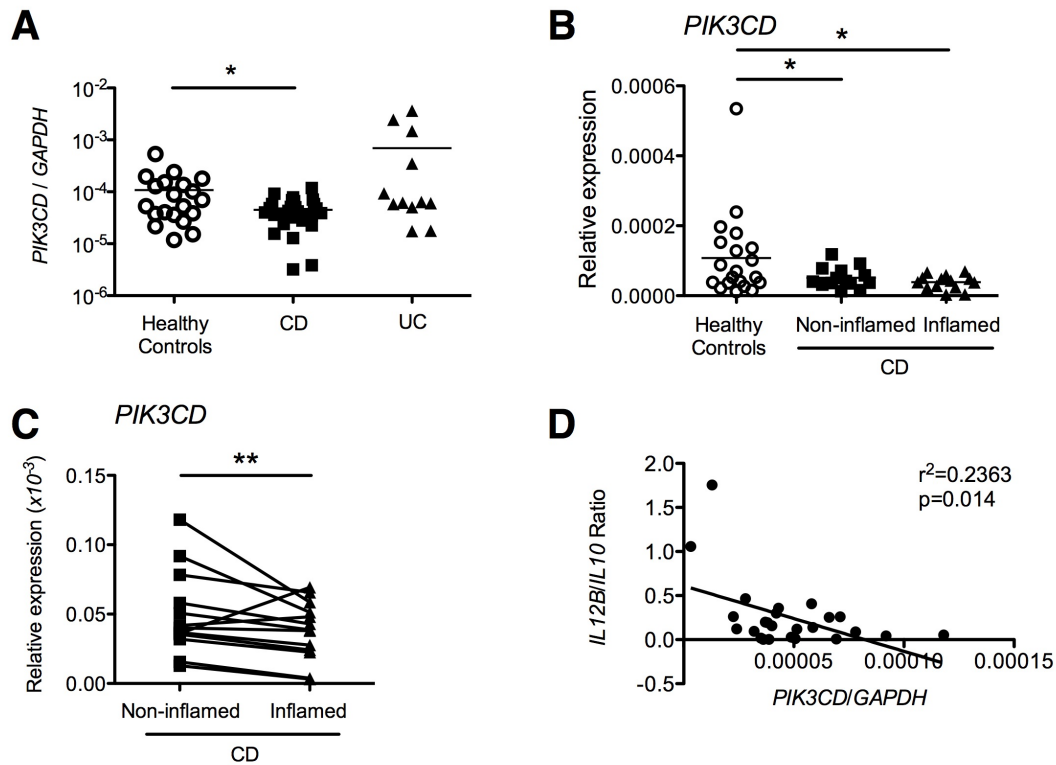 A
*
10-2
10-3
10-4
10-5
10-6
PIK3CD / GAPDH
Healthy
Controls
CD
UC
B
PIK3CD
*
*
0.0006
0.0004
0.0002
0.0000
Relative expression
Healthy
Controls
Non-inflamed
Inflamed
CD
C
PIK3CD
**
0.15
0.10
0.05
0.00
Relative expression (x10-3)
Non-inflamed
Inflamed
CD
D
r2=0.2363
p=0.014
2.0
1.5
1.0
0.5
0.0
-0.5
IL12B/IL10 Ratio
0.00005
0.00010
0.00015
PIK3CD/GAPDH